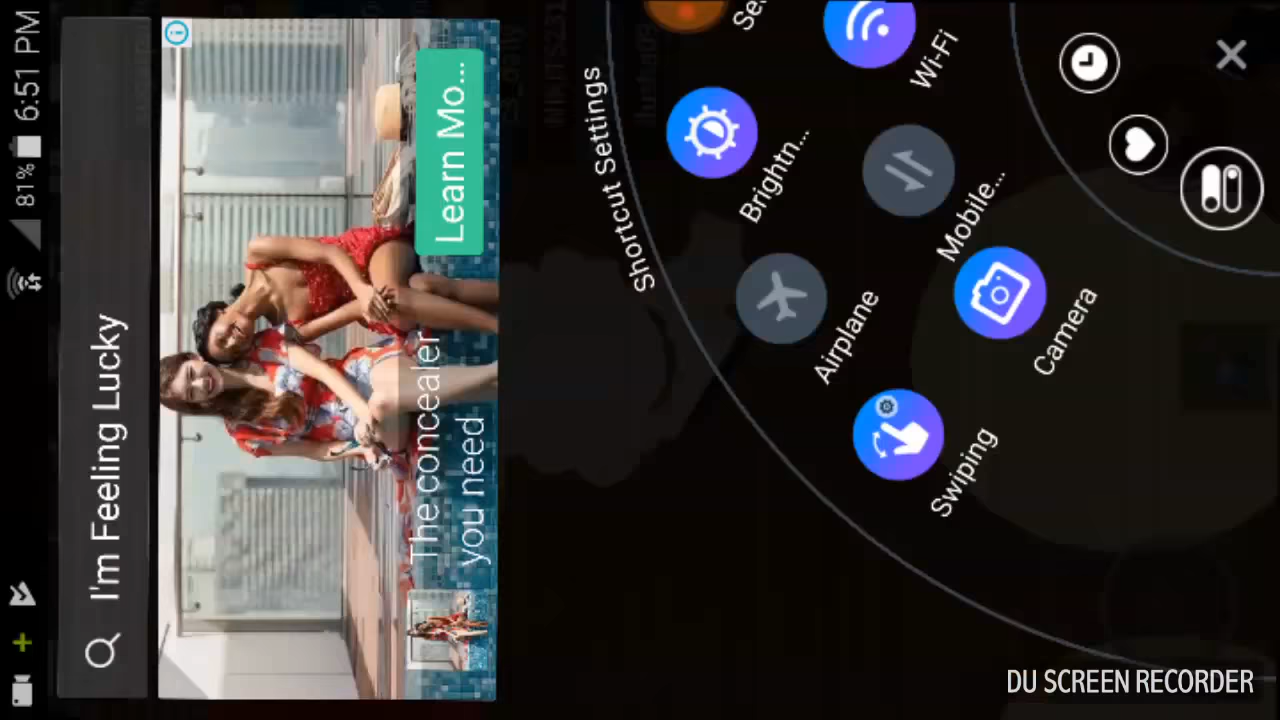 81% 6:51 PM
I'm Feeling Lucky
Learn Mo...
The concealer
you need
Shortcut Settings
Se
Wi-Fi
Brightn...
Mobile...
Airplane
Camera
Swiping
DU SCREEN RECORDER